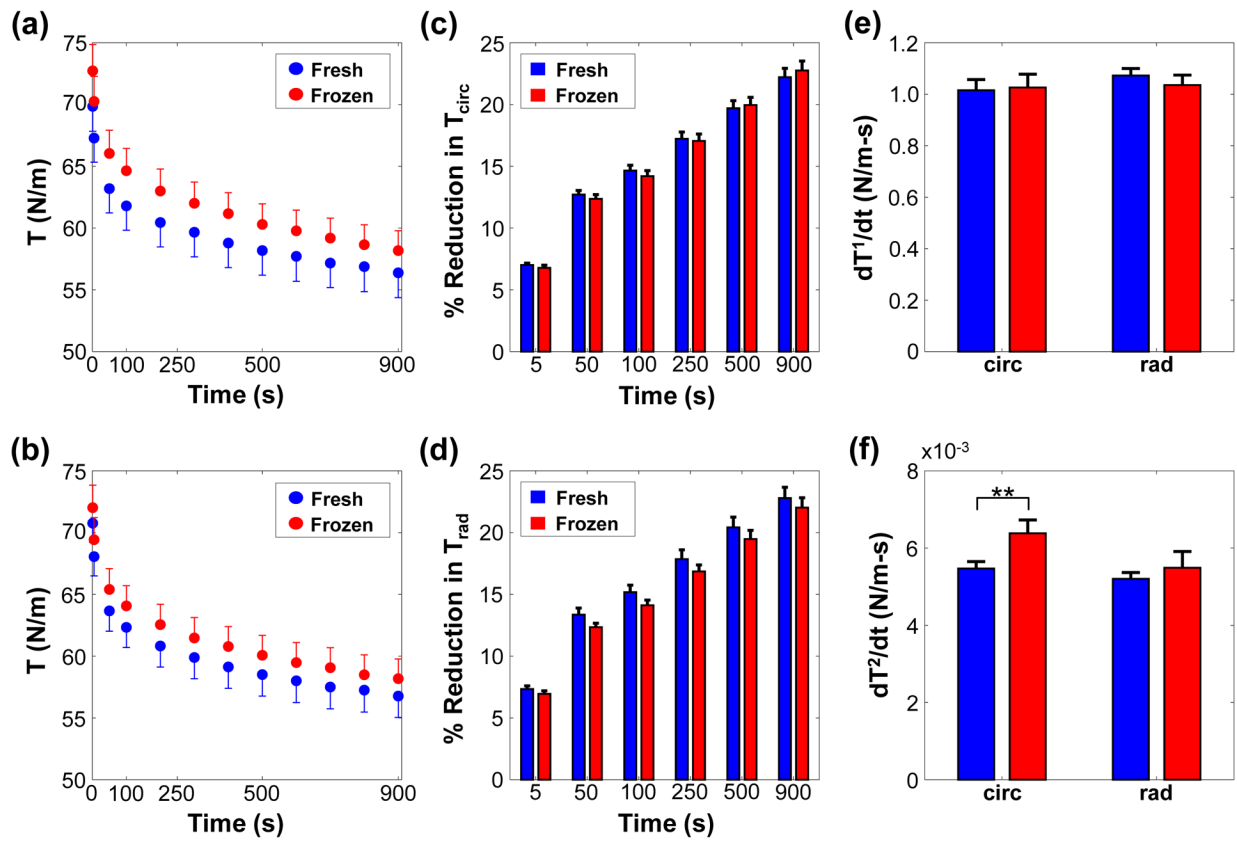 (a)
75
70
65
60
55
50
T (N/m)
Fresh
Frozen
0 100 250 500 900
Time (s)
(c)
25
20
15
10
5
0
% Reduction in Tcirc
Fresh
Frozen
5 50 100 250 500 900
Time (s)
(e)
1.2
1.0
0.8
0.6
0.4
0.2
0
dT¹/dt (N/m-s)
circ rad
(b)
75
70
65
60
55
50
T (N/m)
Fresh
Frozen
0 100 250 500 900
Time (s)
(d)
25
20
15
10
5
0
% Reduction in Trad
Fresh
Frozen
5 50 100 250 500 900
Time (s)
(f)
x10⁻³
8
6
4
2
0
dT²/dt (N/m-s)
**
circ rad